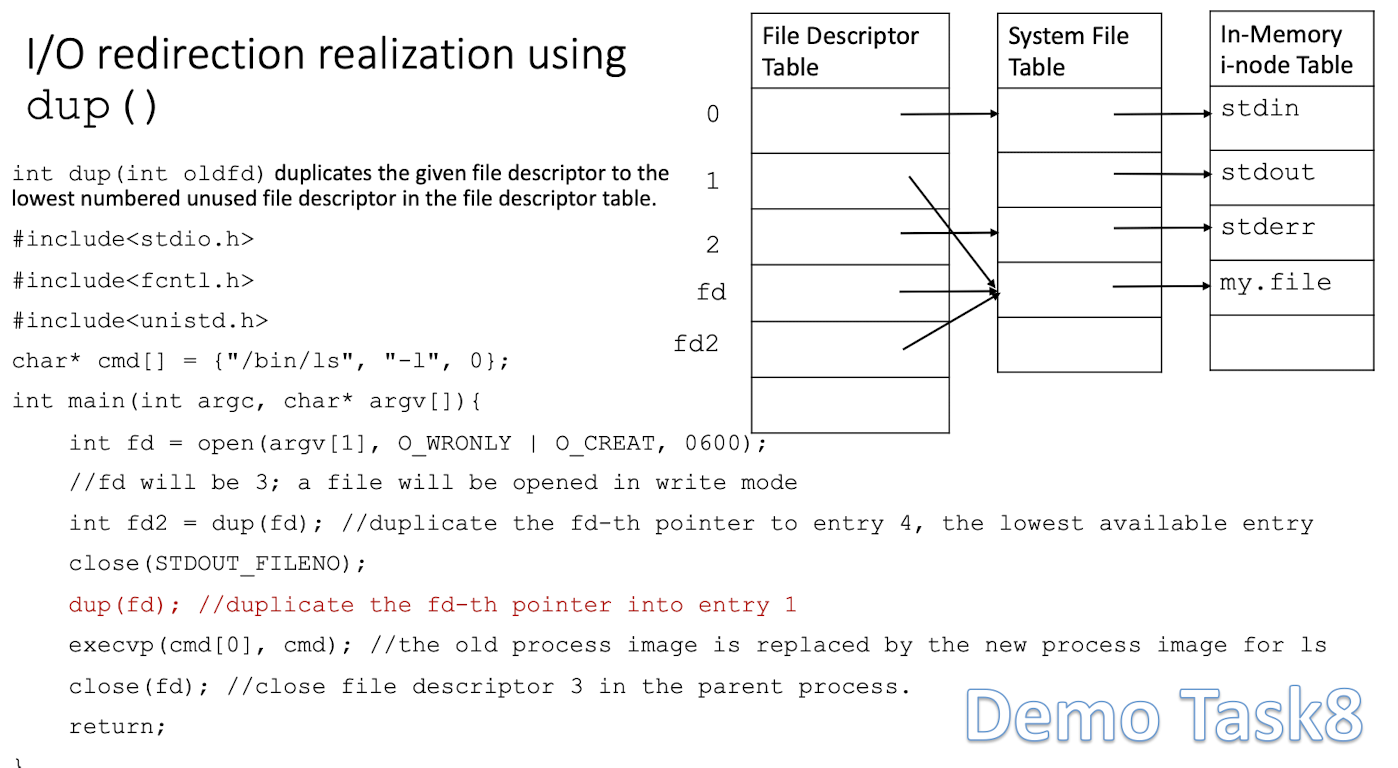 I/O redirection realization using
dup()
int dup(int oldfd) duplicates the given file descriptor to the
lowest numbered unused file descriptor in the file descriptor table.
#include<stdio.h>
#include<fcntl.h>
#include<unistd.h>
char* cmd[] = {"/bin/ls", "-l", 0};
int main(int argc, char* argv[]){
int fd = open(argv[1], O_WRONLY | O_CREAT, 0600);
//fd will be 3; a file will be opened in write mode
int fd2 = dup(fd); //duplicate the fd-th pointer to entry 4, the lowest available entry
close(STDOUT_FILENO);
dup(fd); //duplicate the fd-th pointer into entry 1
execvp(cmd[0], cmd); //the old process image is replaced by the new process image for ls
close(fd); //close file descriptor 3 in the parent process.
return;
}
File Descriptor
Table
System File
Table
In-Memory
i-node Table
0
1
2
fd
fd2
stdin
stdout
stderr
my.file
Demo Task8